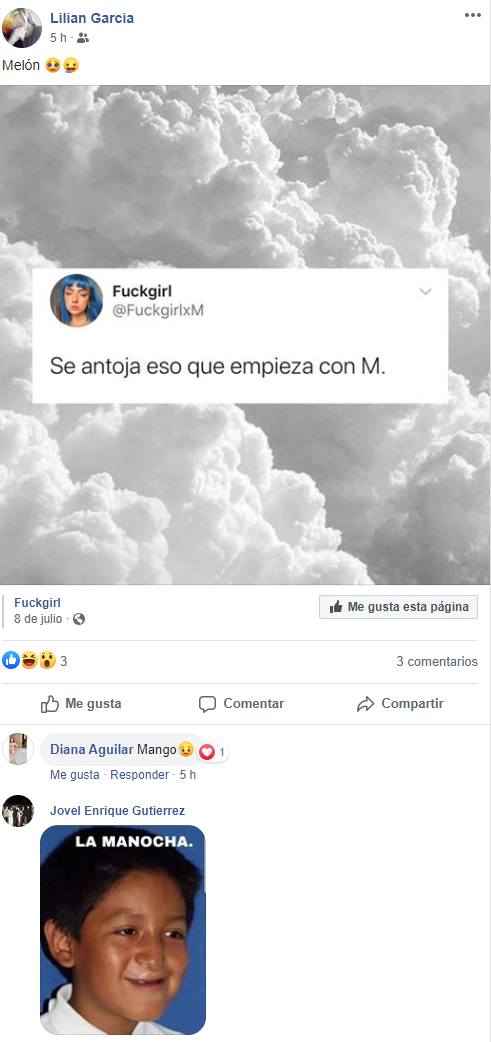 Lilian Garcia
5 h ·
Melón 🥺🤪
Fuckgirl
@FuckgirlxM
Se antoja eso que empieza con M.
Fuckgirl
8 de julio ·
Me gusta esta página
3
3 comentarios
Me gusta Comentar Compartir
Diana Aguilar Mango😥 1
Me gusta · Responder · 5 h
Jovel Enrique Gutierrez
LA MANOCHA.